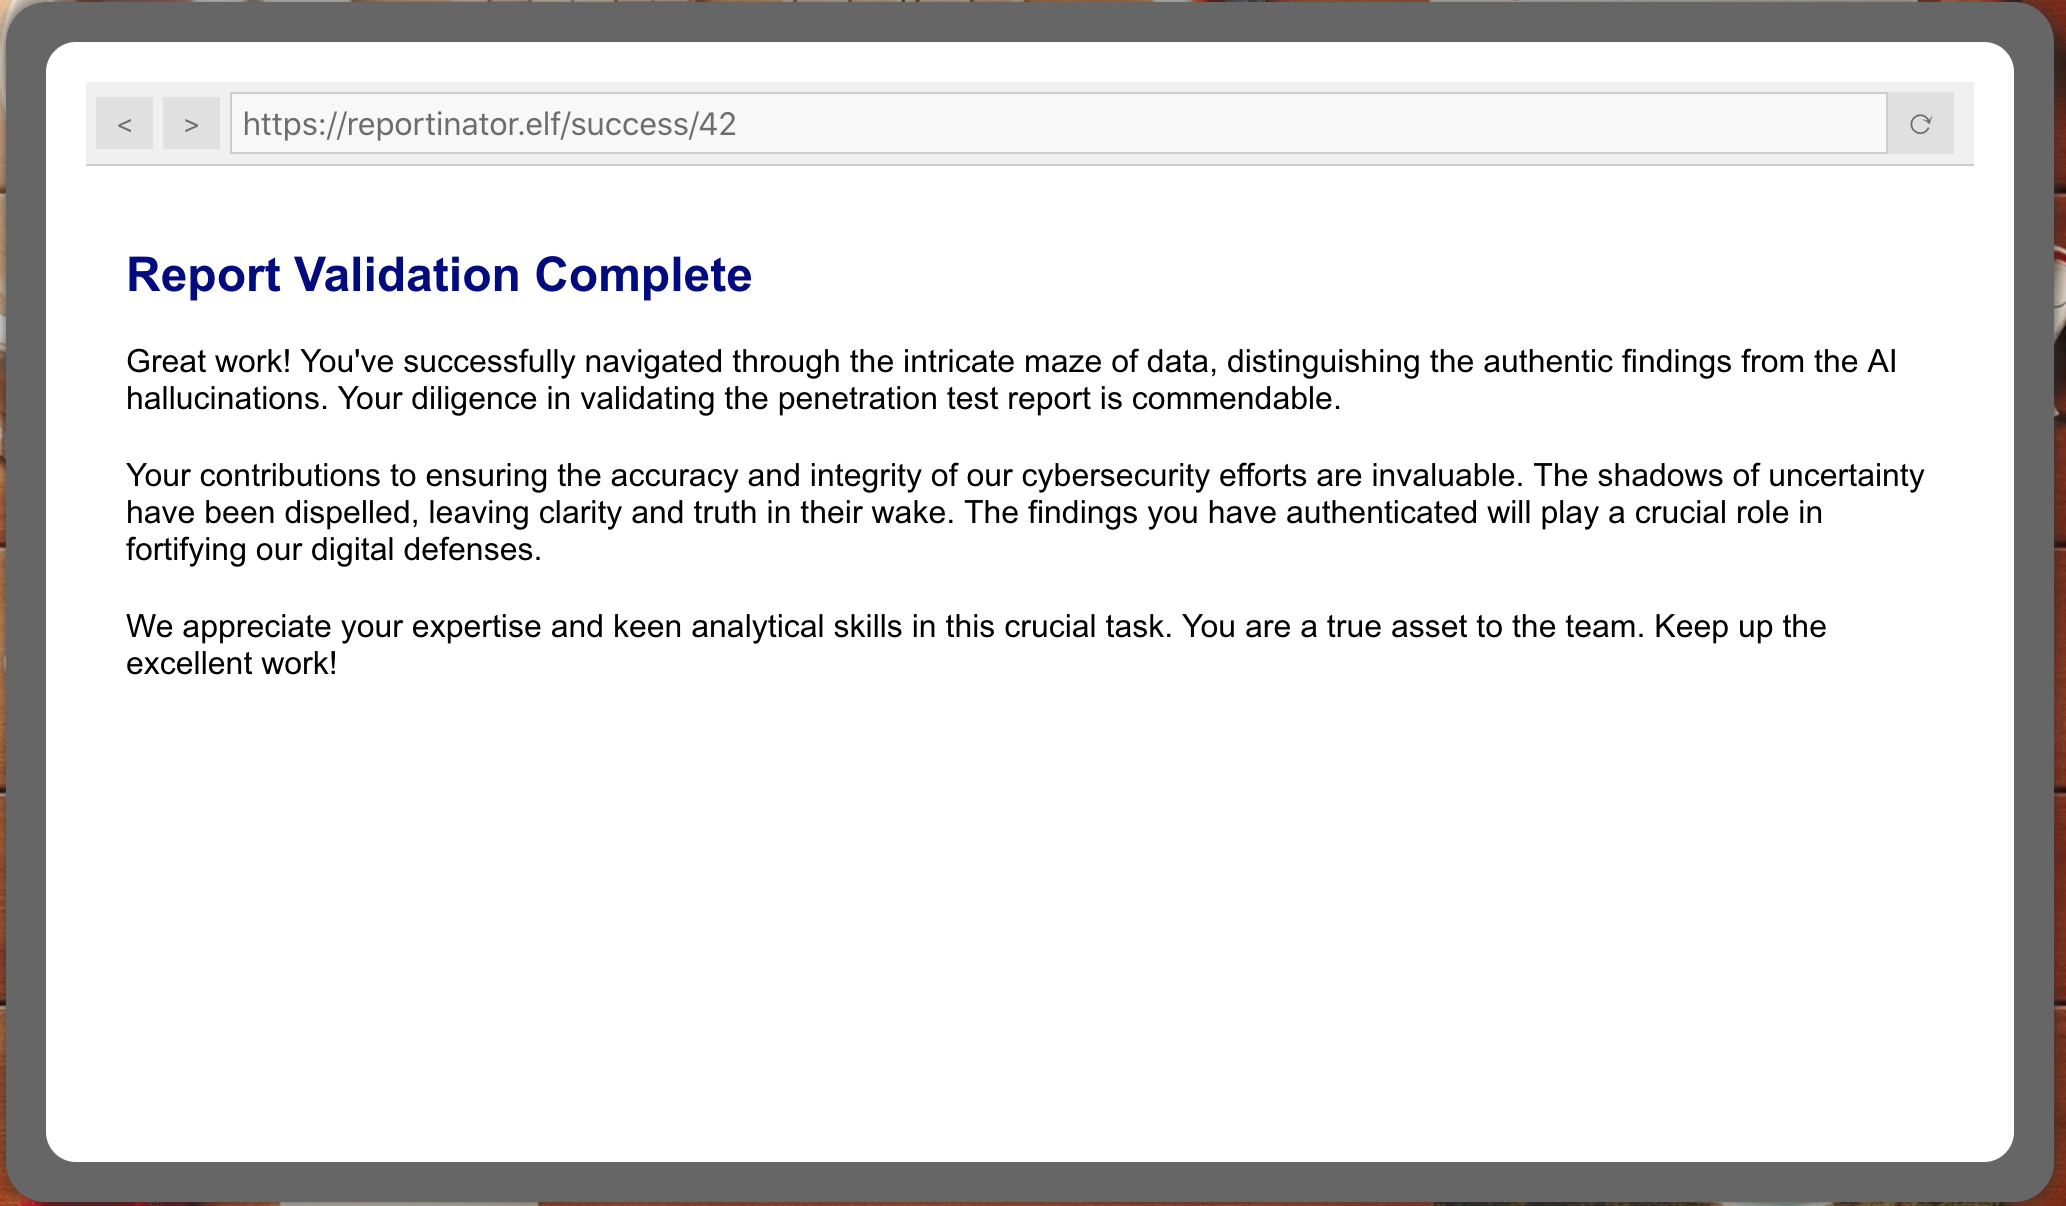 < > https://reportinator.elf/success/42
Report Validation Complete
Great work! You've successfully navigated through the intricate maze of data, distinguishing the authentic findings from the AI
hallucinations. Your diligence in validating the penetration test report is commendable.
Your contributions to ensuring the accuracy and integrity of our cybersecurity efforts are invaluable. The shadows of uncertainty
have been dispelled, leaving clarity and truth in their wake. The findings you have authenticated will play a crucial role in
fortifying our digital defenses.
We appreciate your expertise and keen analytical skills in this crucial task. You are a true asset to the team. Keep up the
excellent work!